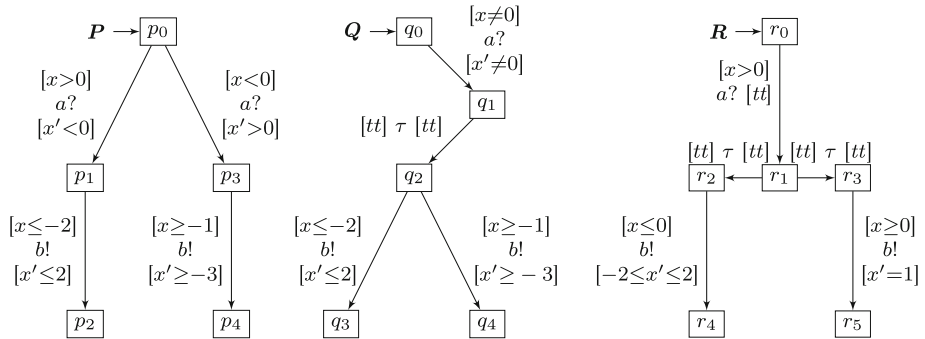 P p₀
[x>0]
a?
[x′<0]
[x<0]
a?
[x′>0]
p₁
p₃
[x≤−2]
b!
[x′≤2]
[x≥−1]
b!
[x′≥−3]
p₂
p₄
Q q₀
[x≠0]
a?
[x′≠0]
q₁
[tt] τ [tt]
q₂
[x≤−2]
b!
[x′≤2]
[x≥−1]
b!
[x′≥ − 3]
q₃
q₄
R r₀
[x>0]
a? [tt]
[tt] τ [tt] [tt] τ [tt]
r₂ r₁ r₃
[x≤0]
b!
[−2≤x′≤2]
[x≥0]
b!
[x′=1]
r₄
r₅